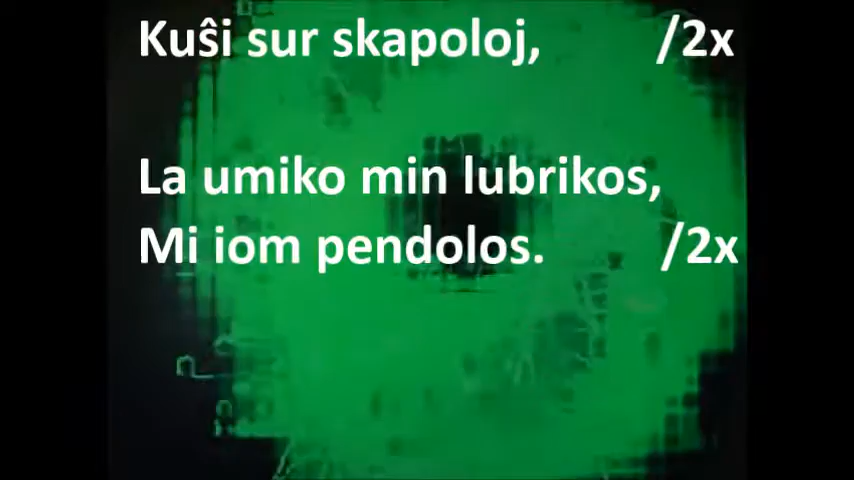 Kuŝi sur skapoloj, /2x
La umiko min lubrikos,
Mi iom pendolos. /2x